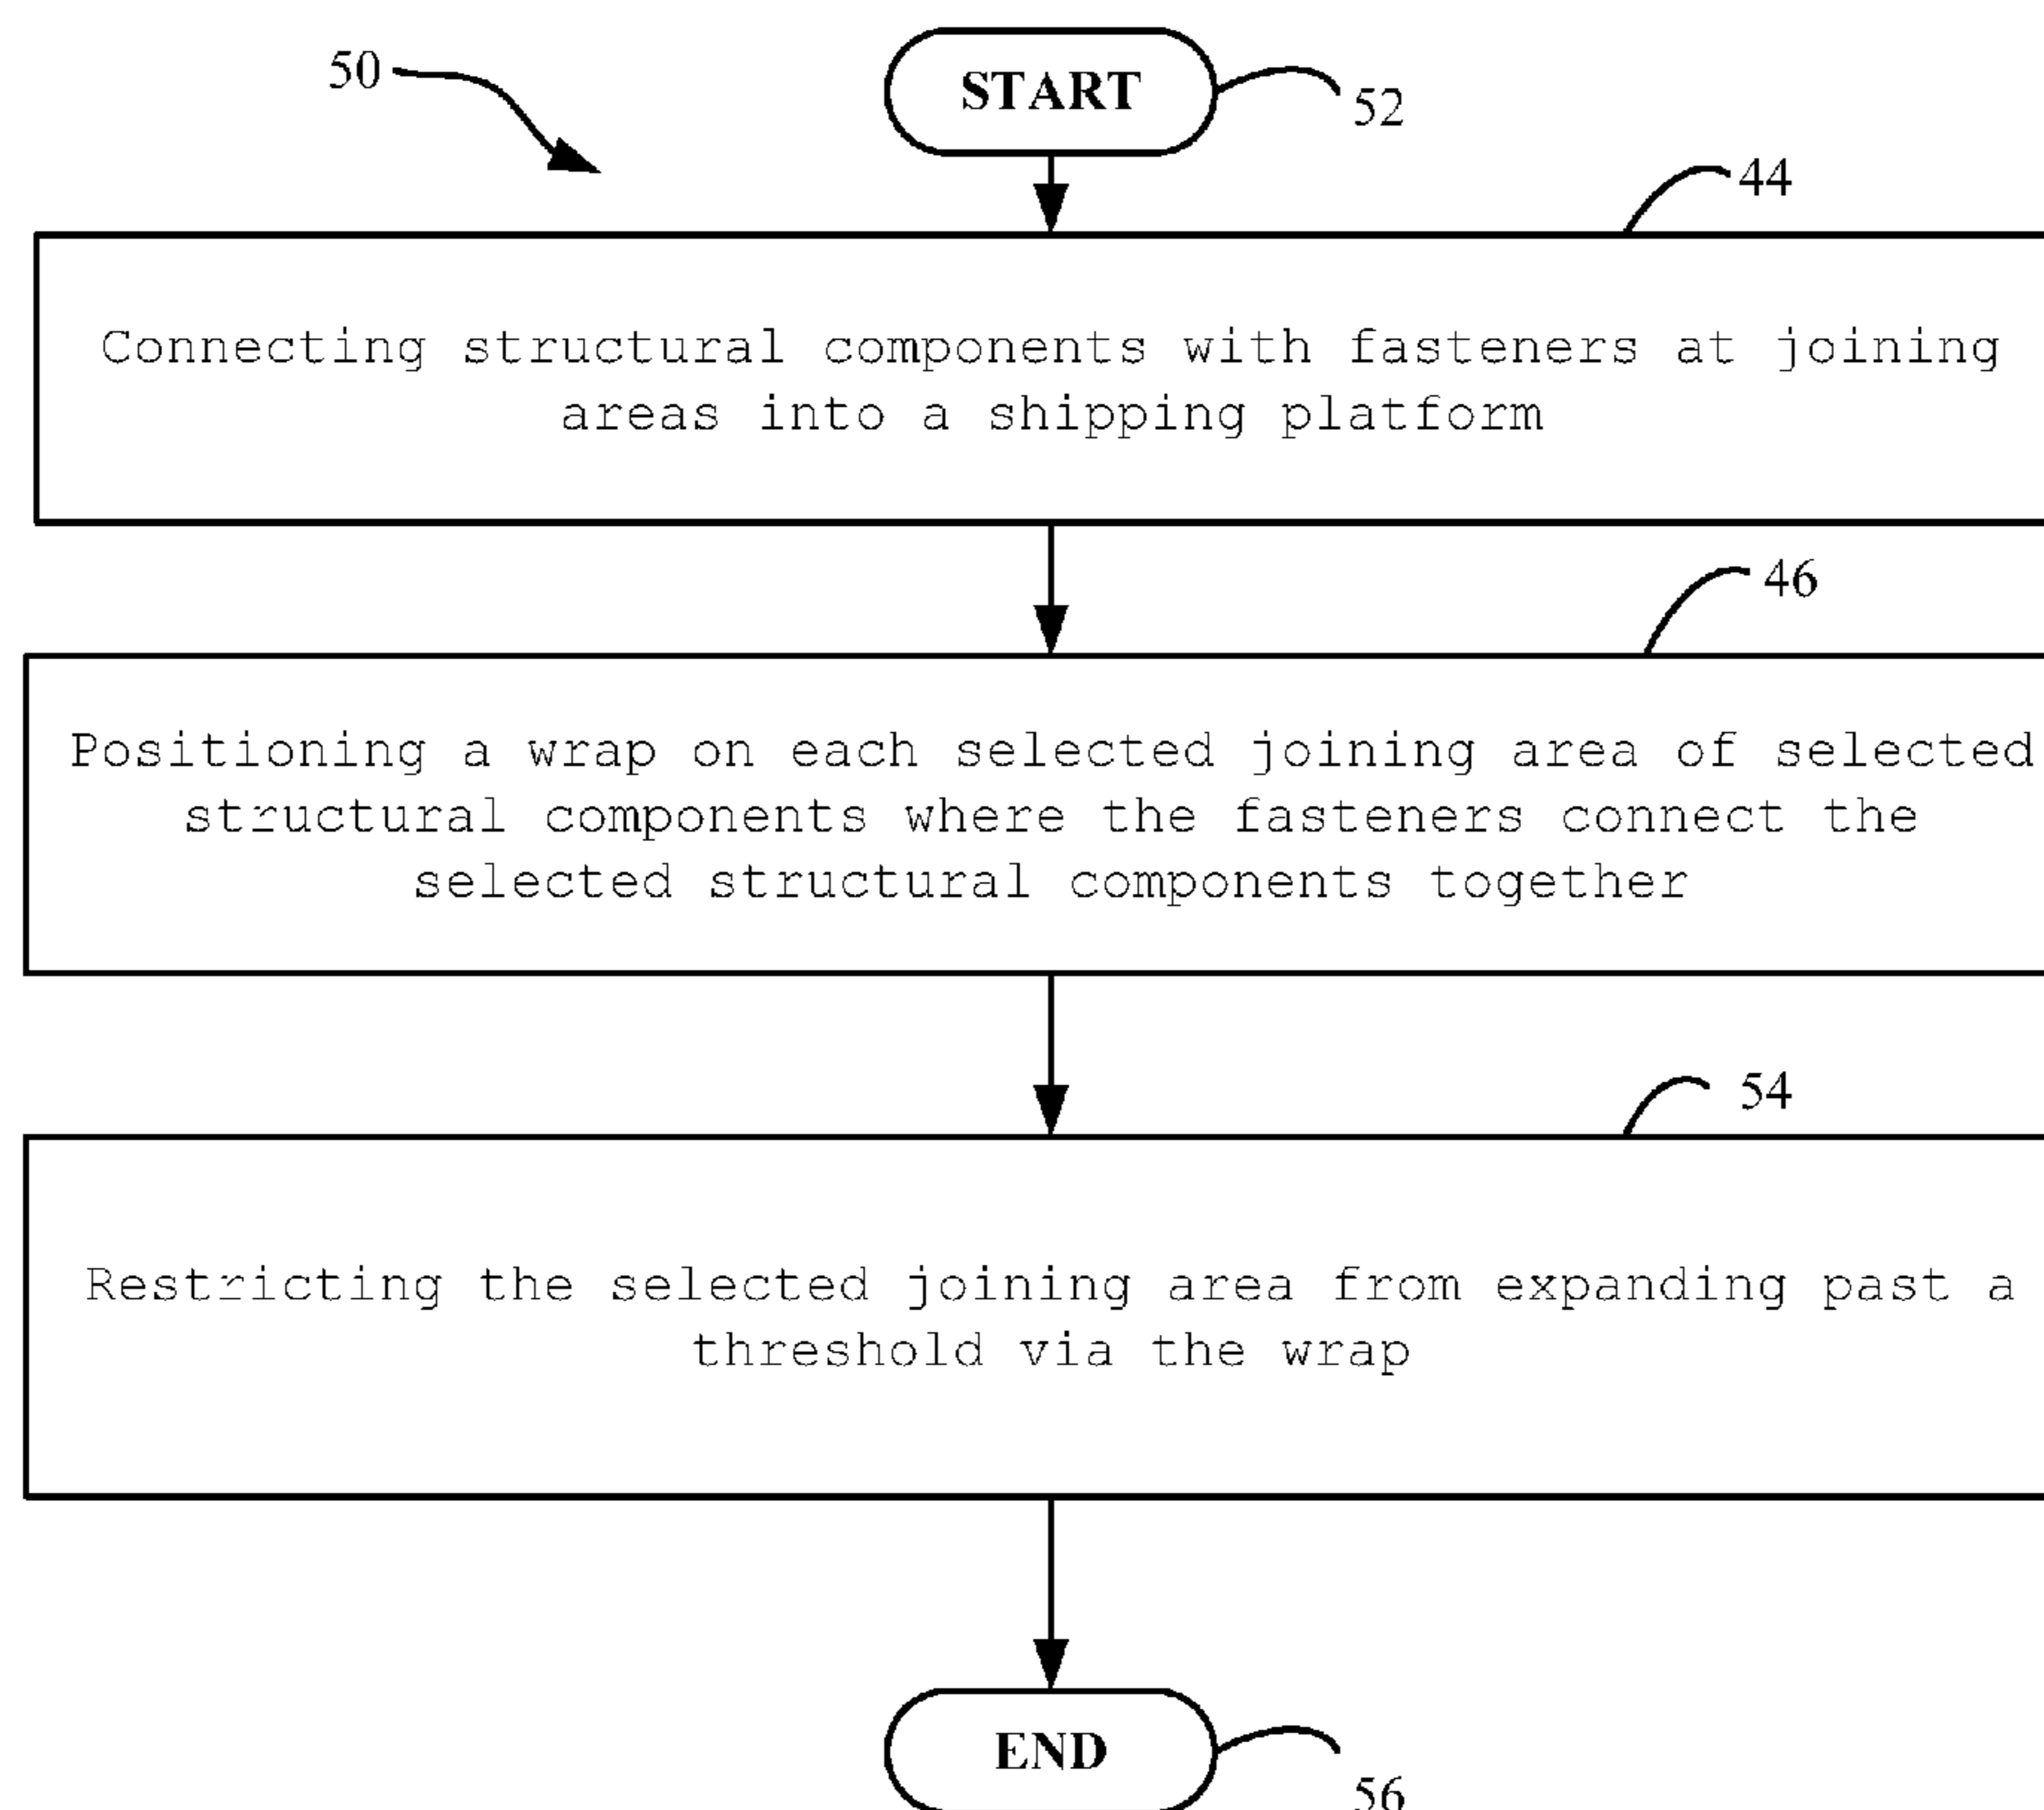 50
START
52
44
Connecting structural components with fasteners at joining
areas into a shipping platform
46
Positioning a wrap on each selected joining area of selected
structural components where the fasteners connect the
selected structural components together
54
Restricting the selected joining area from expanding past a
threshold via the wrap
END
56